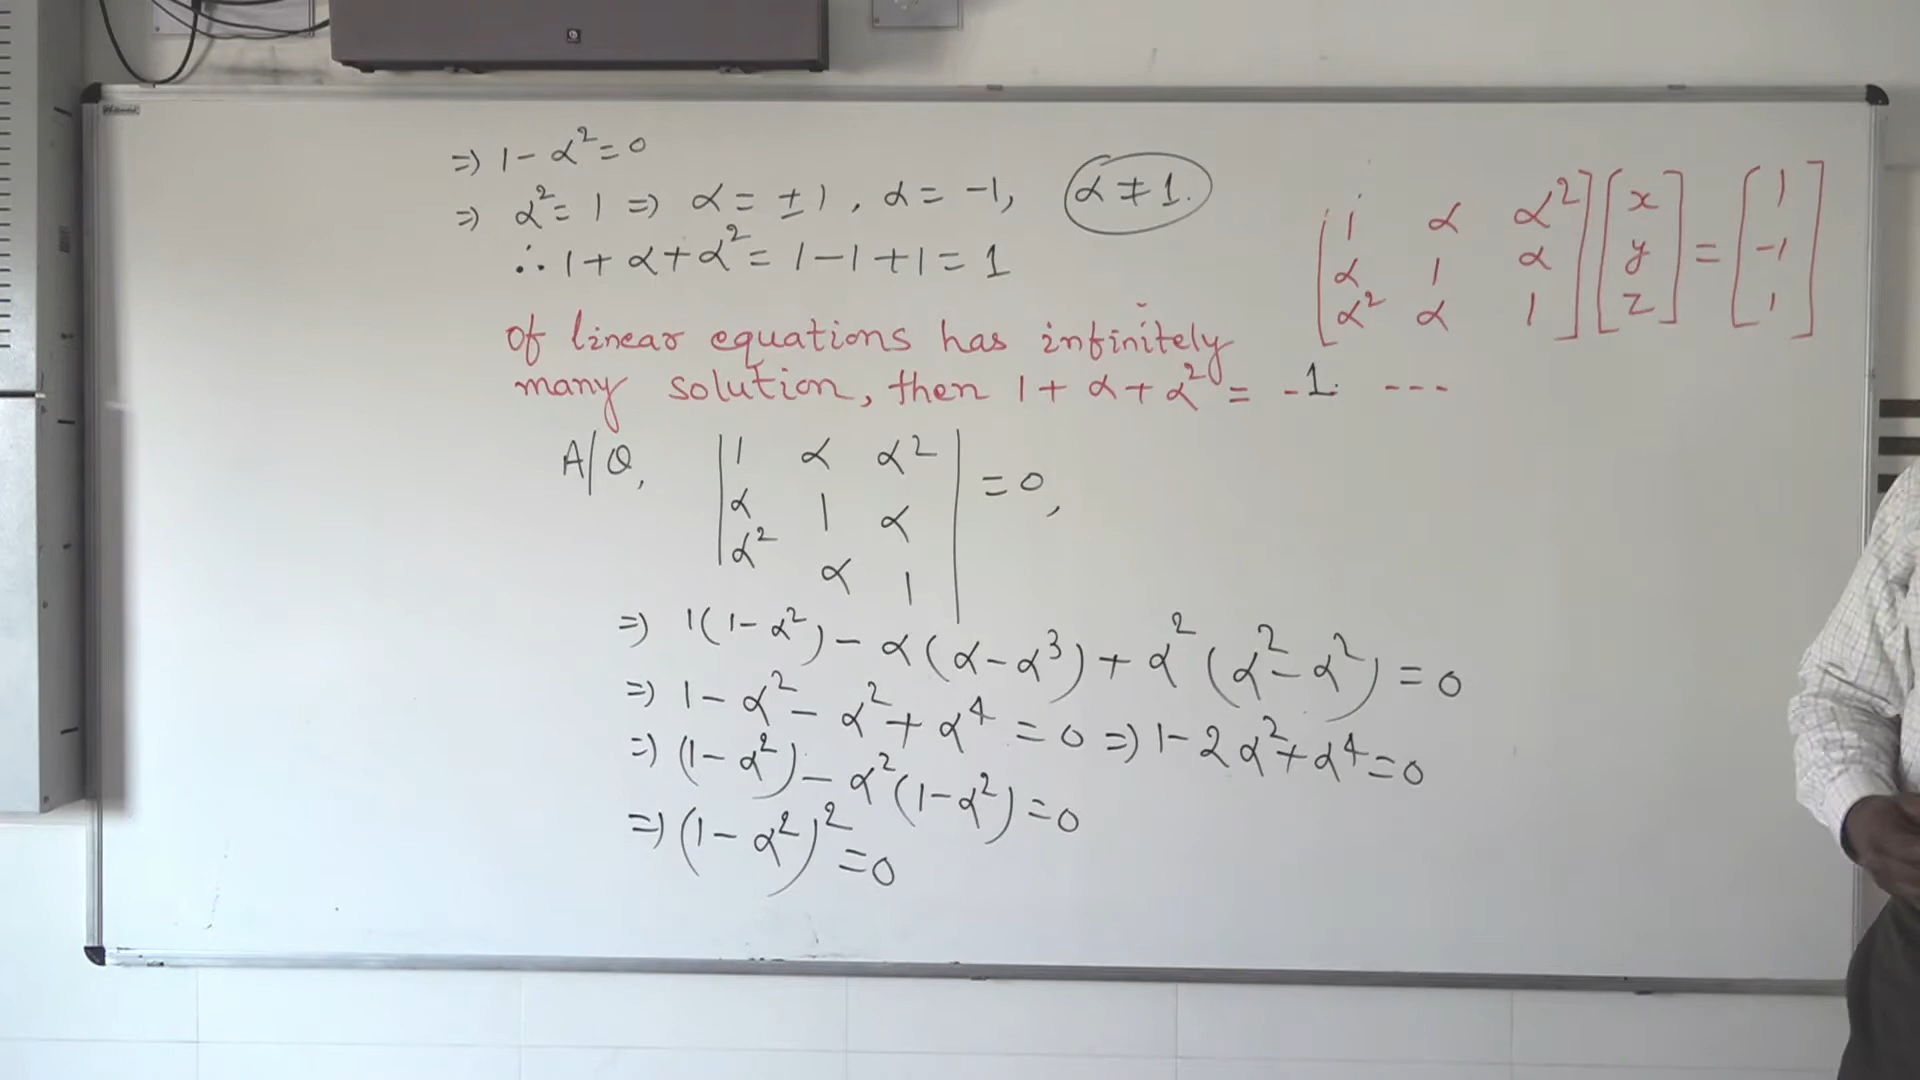 ⇒ 1 - α² = 0
⇒ α² = 1 ⇒ α = ±1, α = -1, α ≠ 1.
∴ 1 + α + α² = 1 - 1 + 1 = 1
[1 α α²] [x] = [1]
[α 1 α] [y] [-1]
[α² α 1] [z] [1]
of linear equations has infinitely
many solution, then 1 + α + α² = -1. ---
A/Q, |1 α α²| = 0,
|α 1 α|
|α² α 1|
⇒ 1(1 - α²) - α(α - α³) + α²(α² - α²) = 0
⇒ 1 - α² - α² + α⁴ = 0 ⇒ 1 - 2α² + α⁴ = 0
⇒ (1 - α²) - α²(1 - α²) = 0
⇒ (1 - α²)² = 0